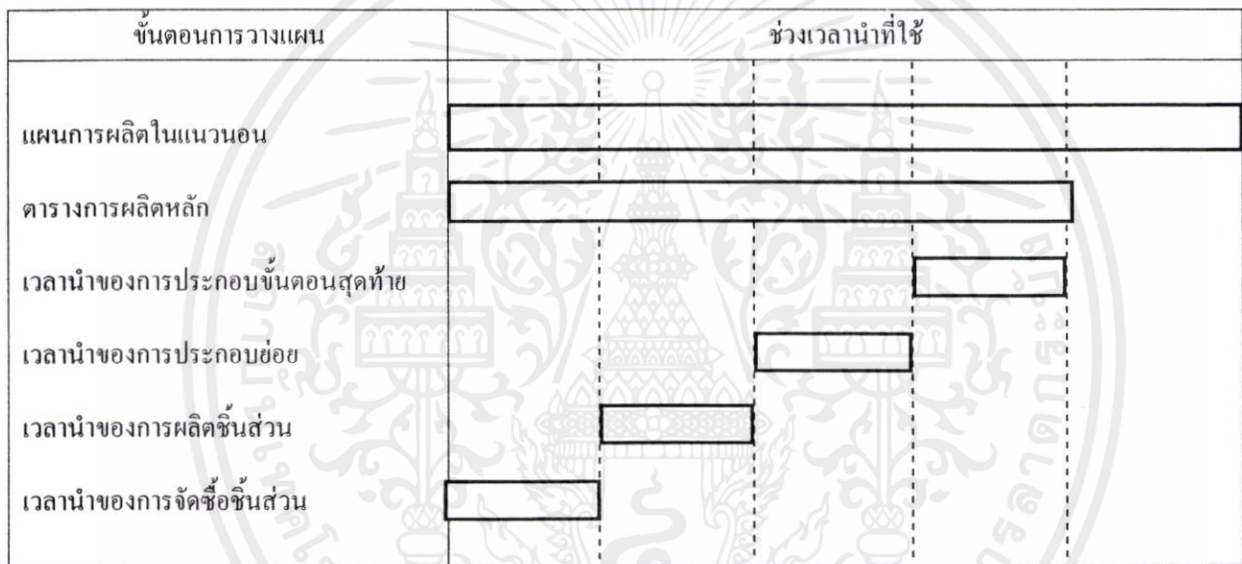 ขั้นตอนการวางแผน
ช่วงเวลานำที่ใช้
แผนการผลิตในแนวนอน
ตารางการผลิตหลัก
เวลานำของการประกอบขั้นตอนสุดท้าย
เวลานำของการประกอบย่อย
เวลานำของการผลิตชิ้นส่วน
เวลานำของการจัดซื้อชิ้นส่วน